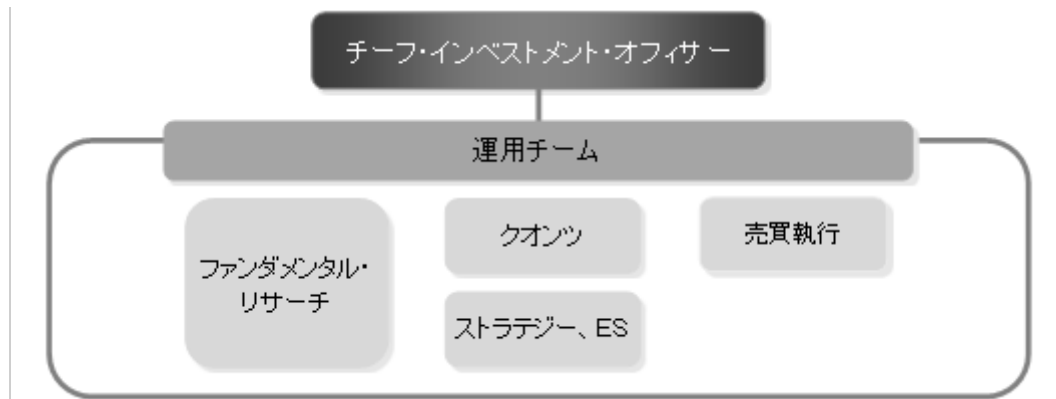 チーフ・インベストメント・オフィサー
運用チーム
ファンダメンタル・
リサーチ
クオンツ
ストラテジー、ES
売買執行